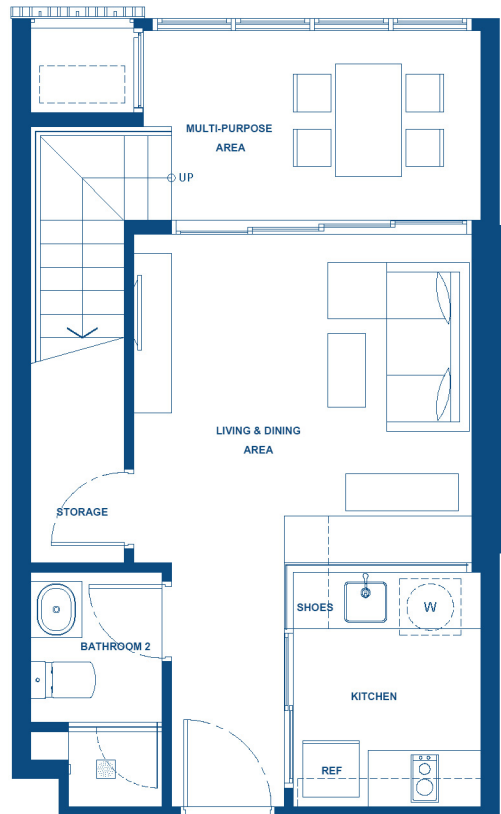 MULTI-PURPOSE
AREA
UP
LIVING & DINING
AREA
STORAGE
SHOES
W
BATHROOM 2
KITCHEN
REF